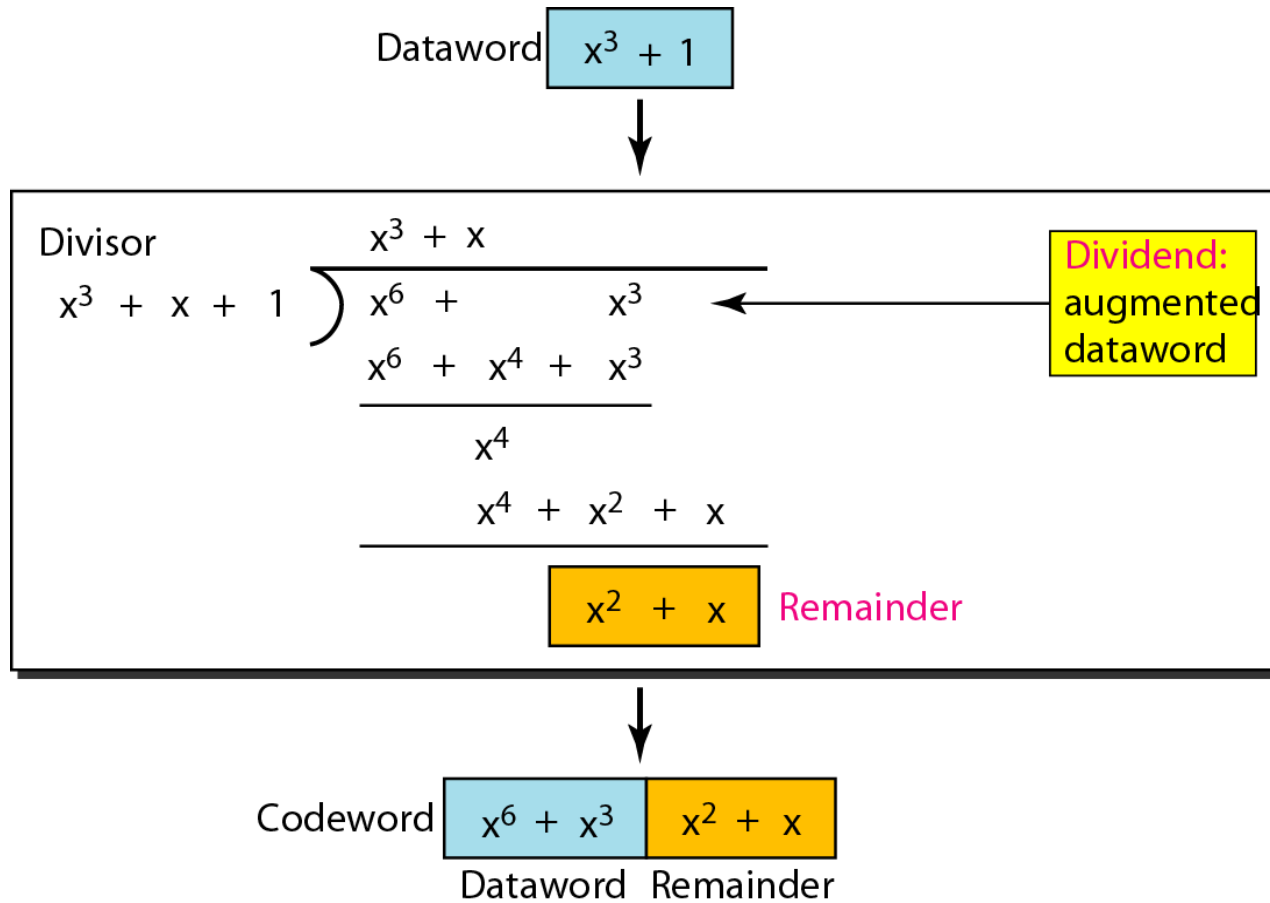 Dataword x³ + 1
Divisor
x³ + x
x³ + x + 1
x⁶ + x³
Dividend:
augmented
dataword
x⁶ + x⁴ + x³
x⁴
x⁴ + x² + x
x² + x Remainder
Codeword x⁶ + x³ x² + x
Dataword Remainder